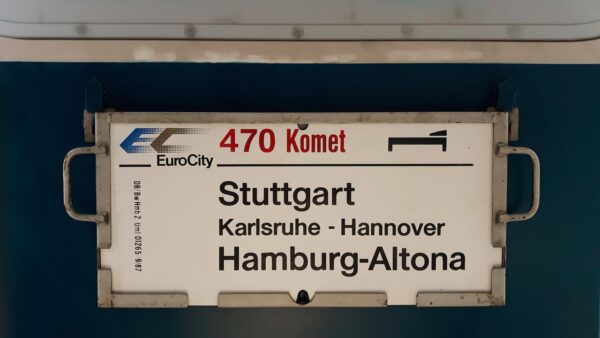 EC
EuroCity
470 Komet
Stuttgart
Karlsruhe - Hannover
Hamburg-Altona